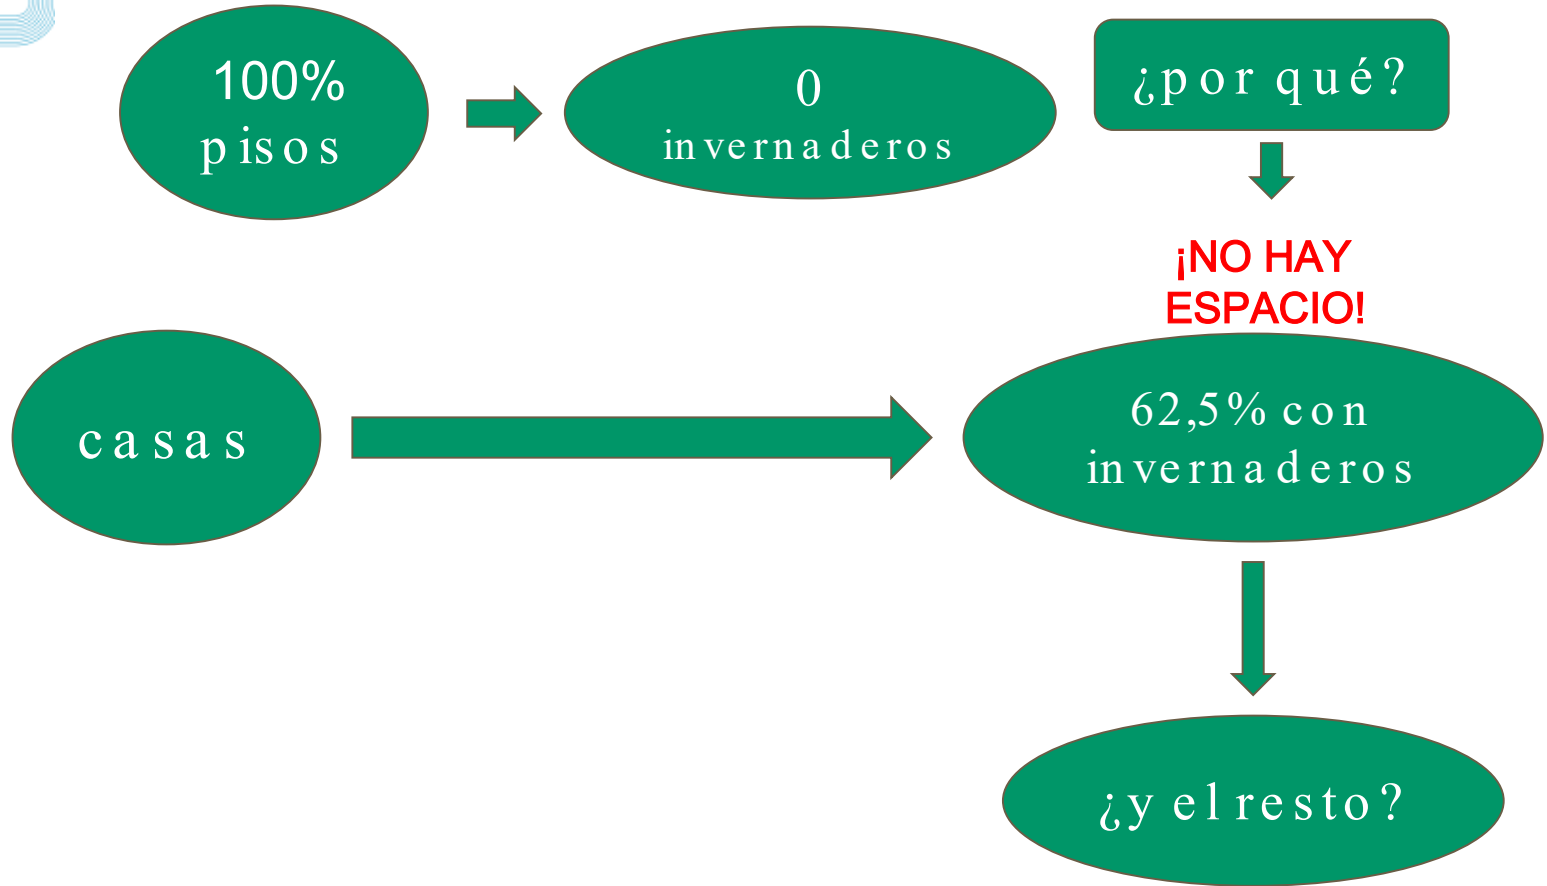 100%
pisos
0
invernaderos
¿por qué?
¡NO HAY
ESPACIO!
casas
62,5% con
invernaderos
¿y el resto?